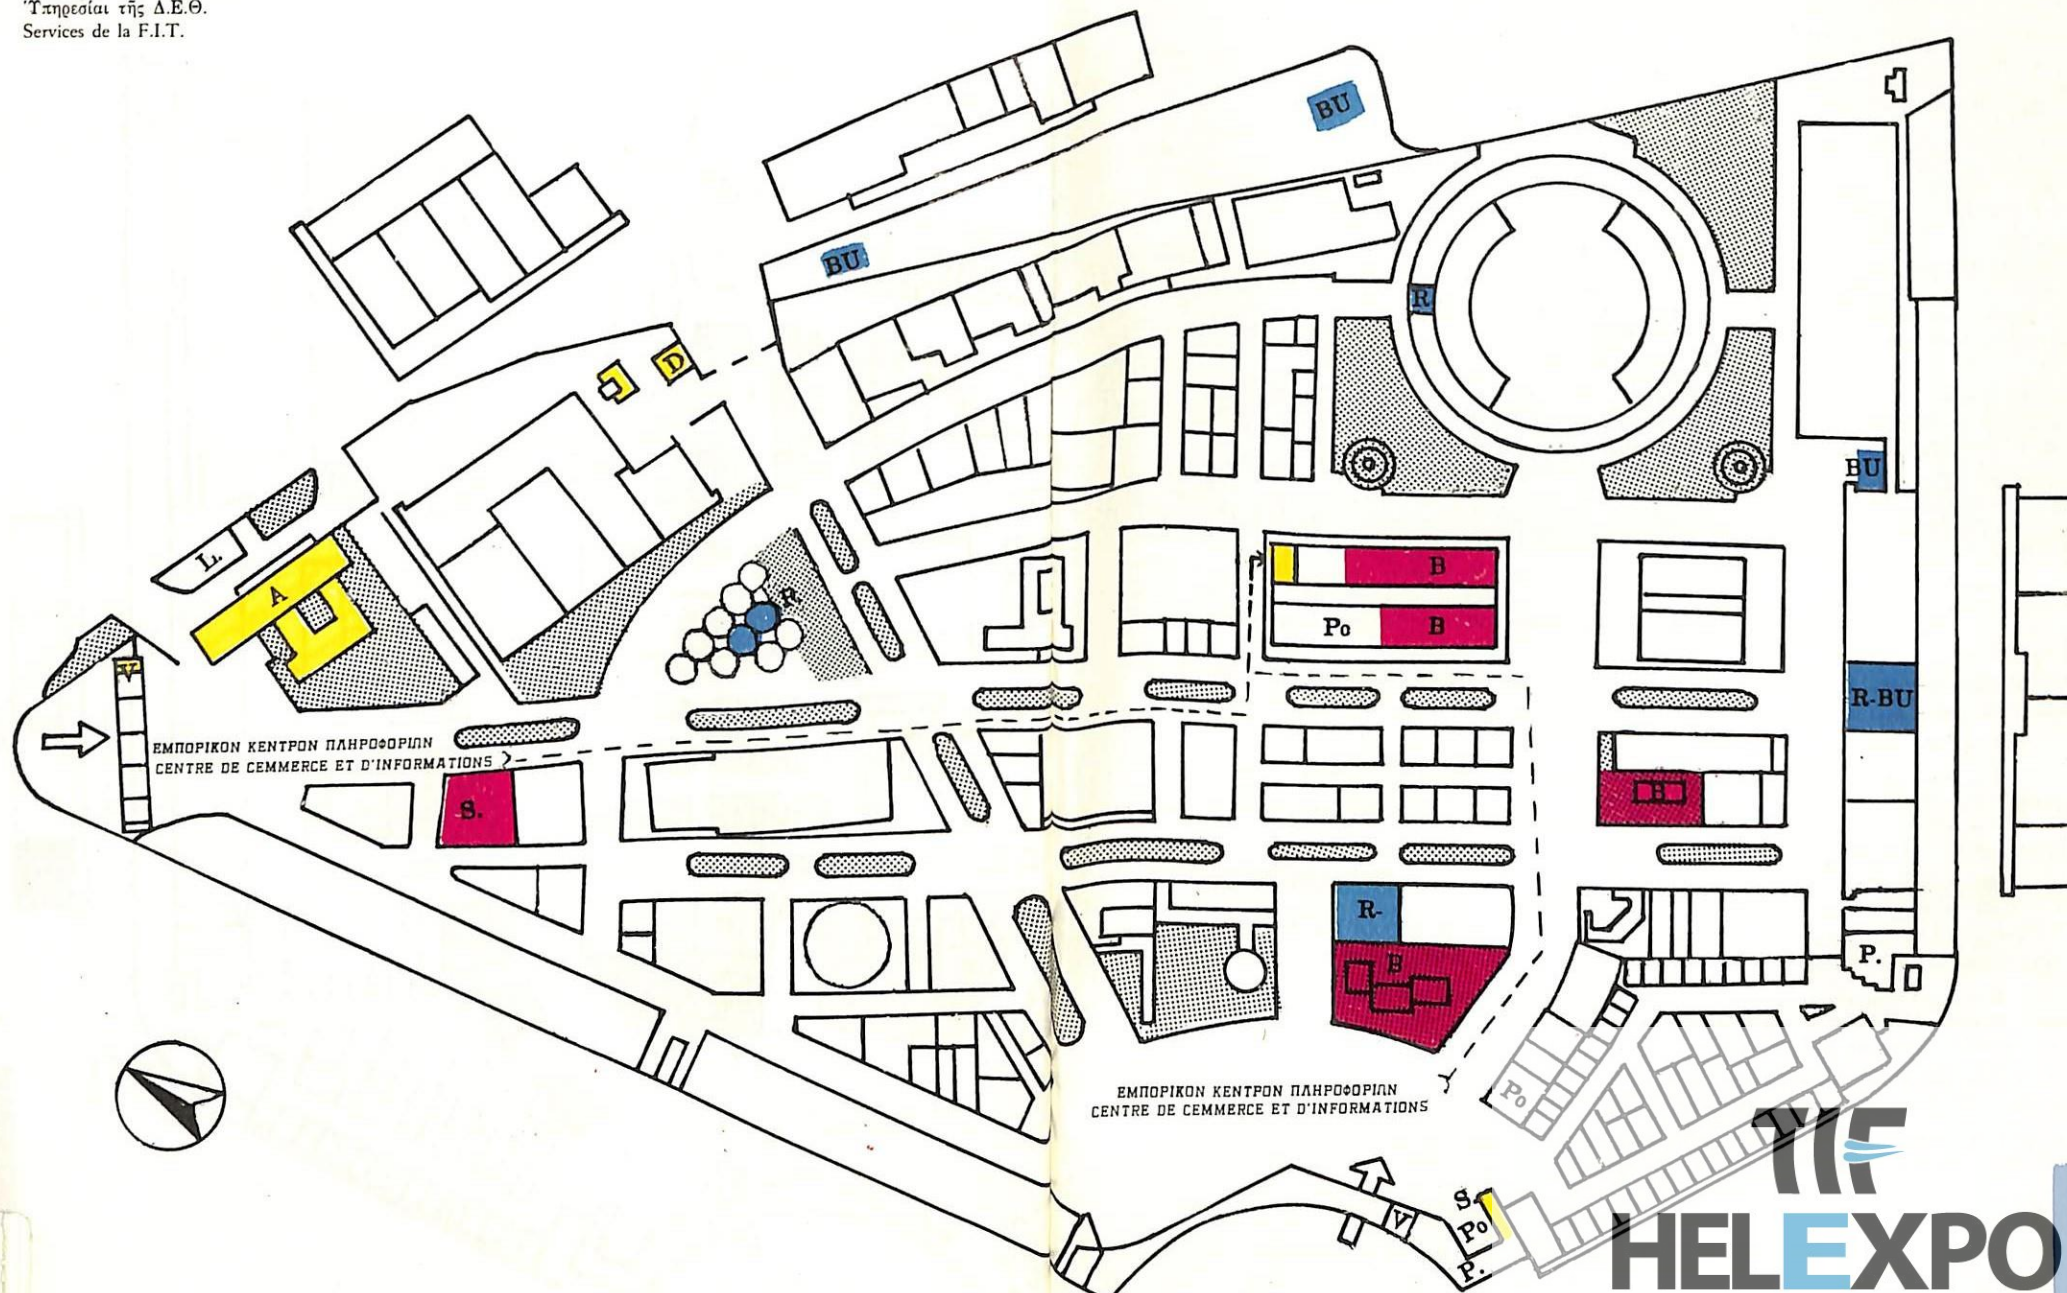 Ὑπηρεσίαι τῆς Δ.Ε.Θ.
Services de la F.I.T.
BU
BU
R
D
BU
L.
A
B
R
Po
B
V
R-BU
ΕΜΠΟΡΙΚΟΝ ΚΕΝΤΡΟΝ ΠΛΗΡΟΦΟΡΙΩΝ
CENTRE DE CEMMERCE ET D'INFORMATIONS
S.
B
R-
B
P.
ΕΜΠΟΡΙΚΟΝ ΚΕΝΤΡΟΝ ΠΛΗΡΟΦΟΡΙΩΝ
CENTRE DE CEMMERCE ET D'INFORMATIONS
Po
S.
V
Po
P.
TIF
HELEXPO